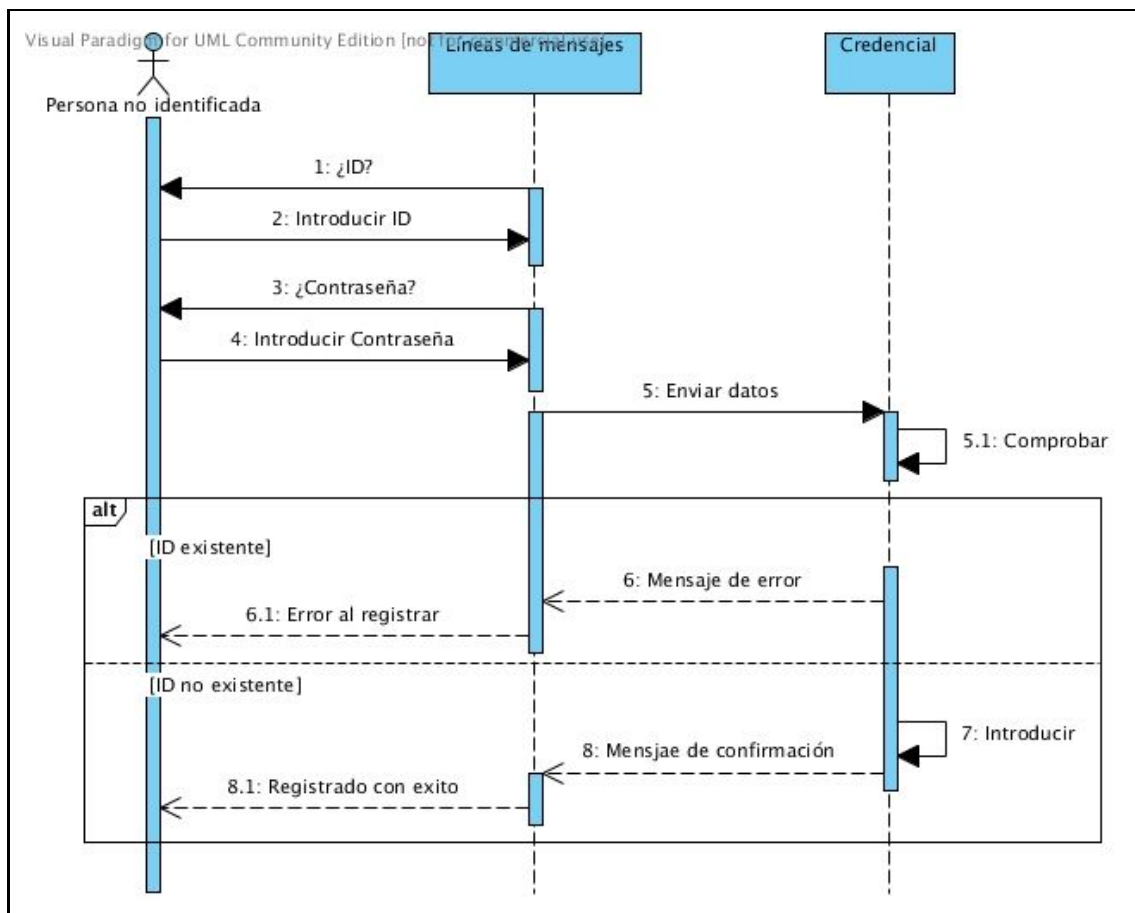 Visual Paradigm for UML Community Edition [not for commercial use]
Líneas de mensajes
Credencial
Persona no identificada
1: ¿ID?
2: Introducir ID
3: ¿Contraseña?
4: Introducir Contraseña
5: Enviar datos
5.1: Comprobar
alt
[ID existente]
6: Mensaje de error
6.1: Error al registrar
[ID no existente]
7: Introducir
8: Mensjae de confirmación
8.1: Registrado con exito